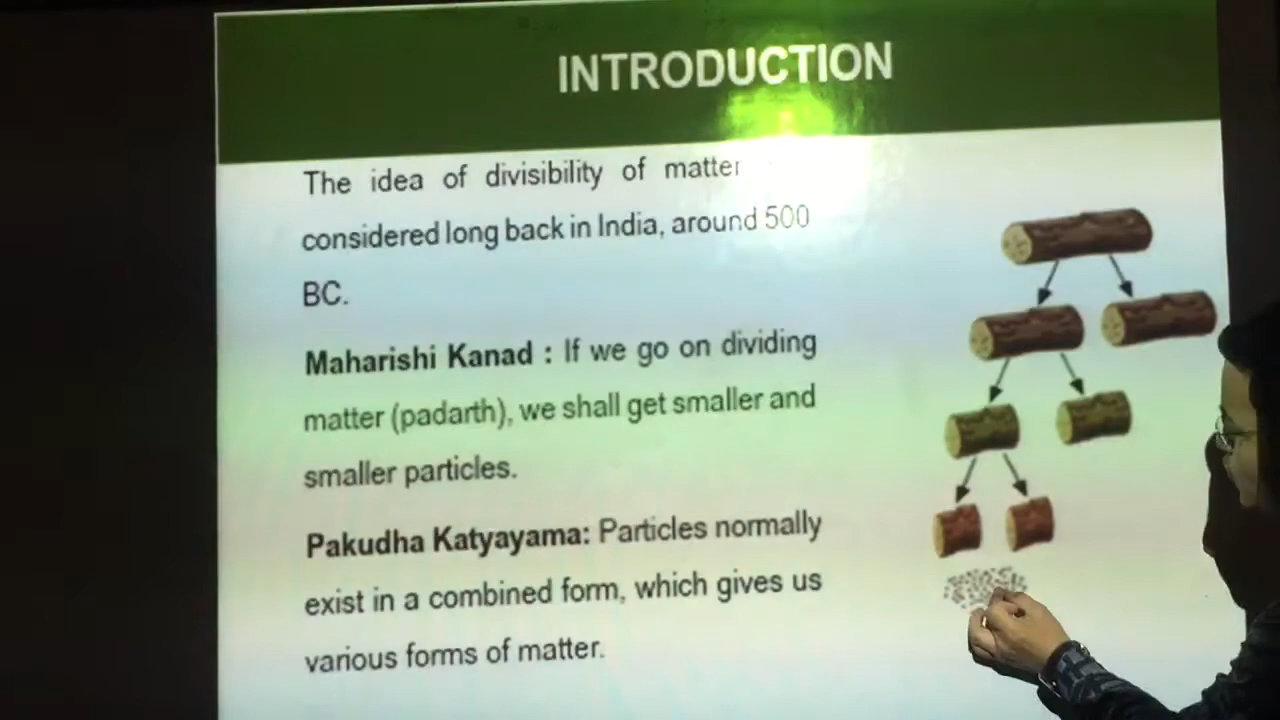 INTRODUCTION
The idea of divisibility of matter
considered long back in India, around 500
BC.
Maharishi Kanad : If we go on dividing
matter (padarth), we shall get smaller and
smaller particles.
Pakudha Katyayama: Particles normally
exist in a combined form, which gives us
various forms of matter.